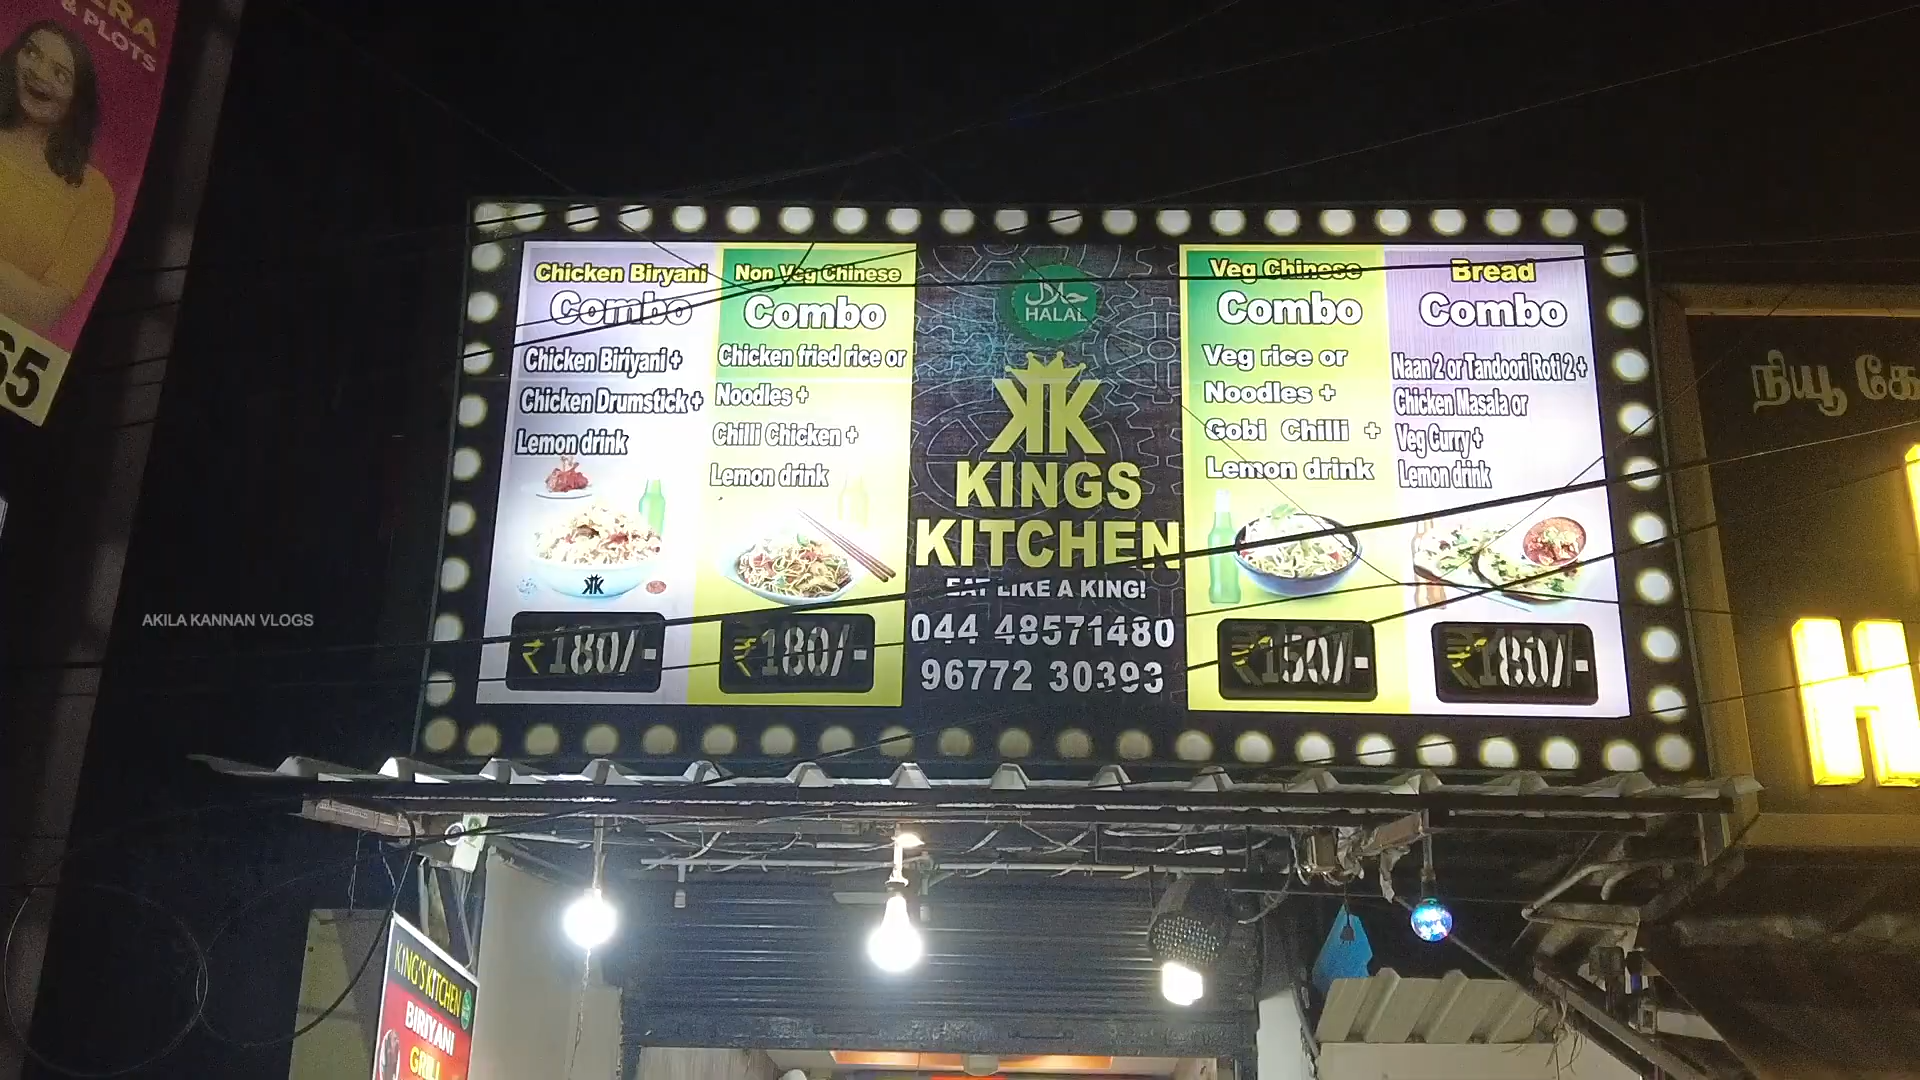 ERA
& PLOTS
65
Chicken Biryani
Combo
Chicken Biriyani +
Chicken Drumstick +
Lemon drink
₹180/-
Non Veg Chinese
Combo
Chicken fried rice or
Noodles +
Chilli Chicken +
Lemon drink
₹180/-
حلال
HALAL
KK
KINGS
KITCHEN
EAT LIKE A KING!
044 48571480
96772 30393
Veg Chinese
Combo
Veg rice or
Noodles +
Gobi Chilli +
Lemon drink
₹150/-
Bread
Combo
Naan 2 or Tandoori Roti 2 +
Chicken Masala or
Veg Curry +
Lemon drink
₹180/-
நியூ கே
H
AKILA KANNAN VLOGS
KING'S KITCHEN
BIRIYANI
GRILL